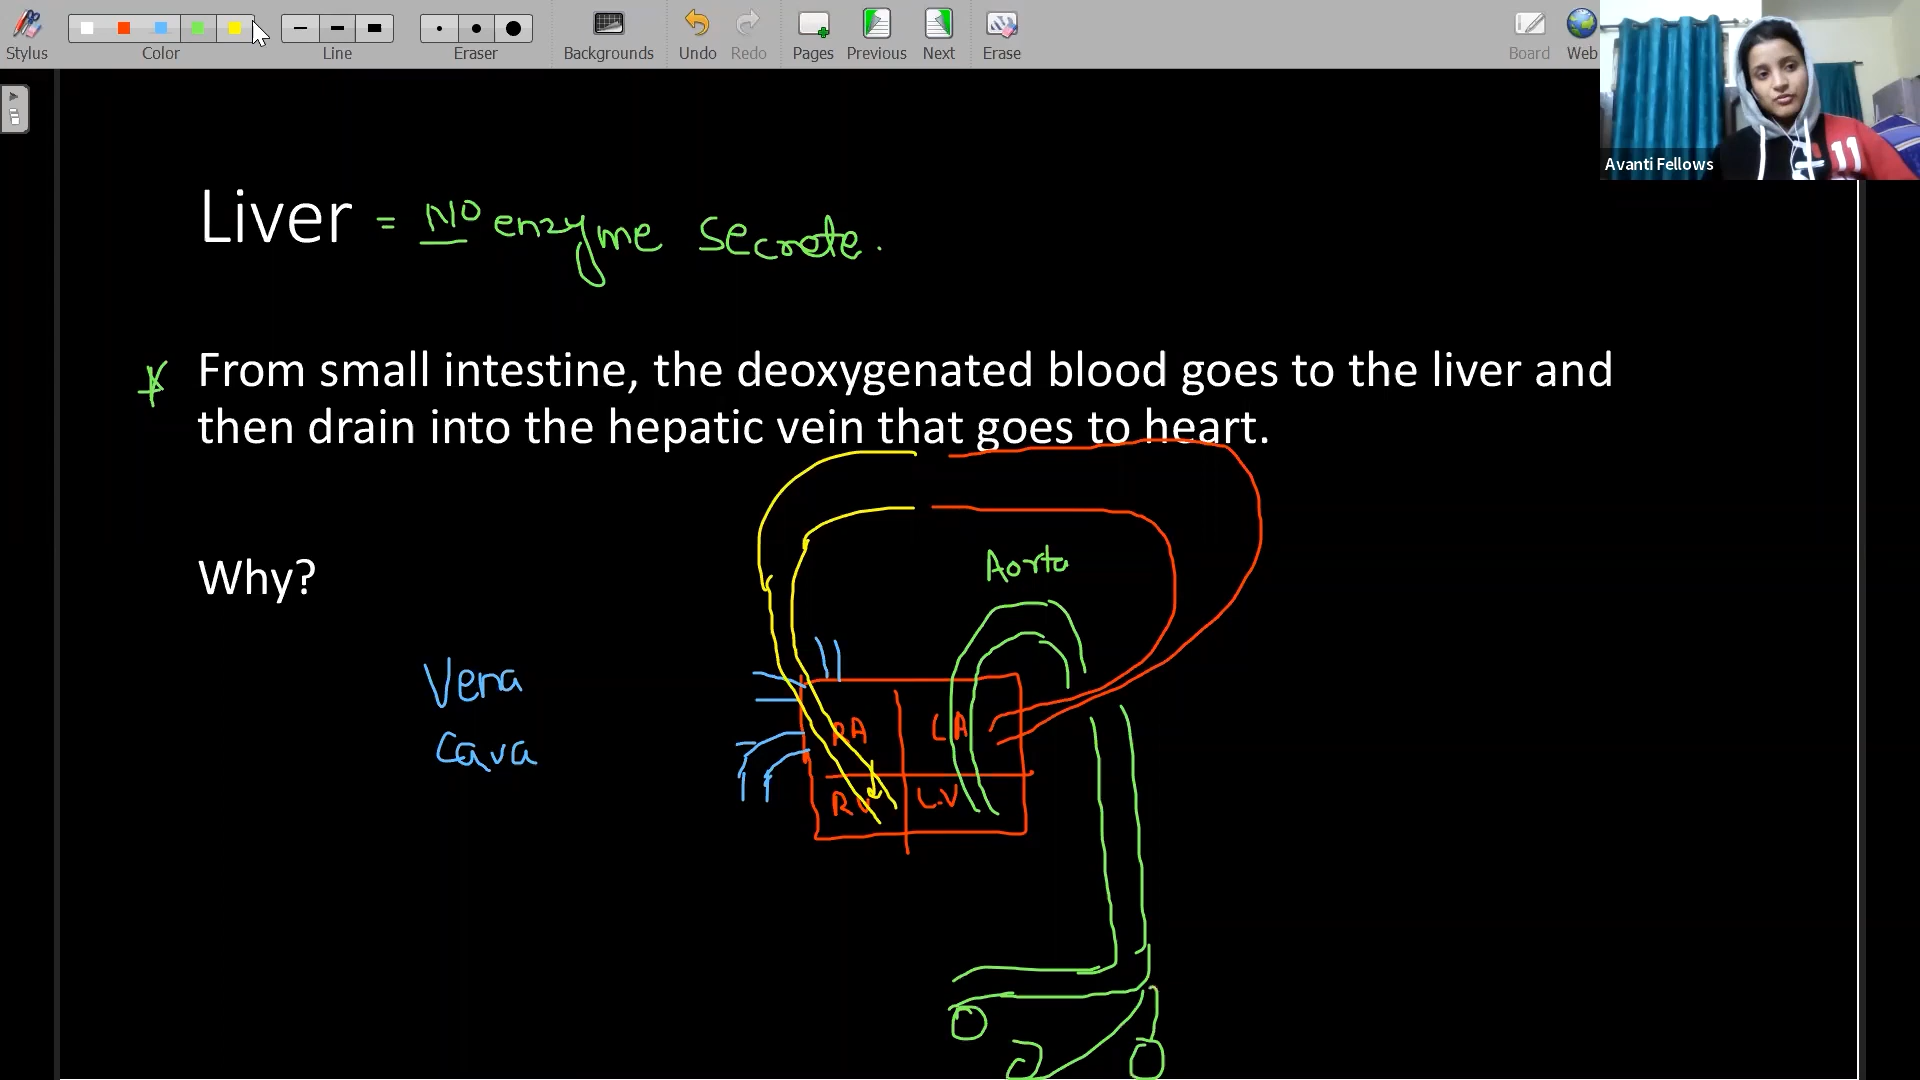 Stylus
Color
Line
Eraser
Backgrounds
Undo
Redo
Pages
Previous
Next
Erase
Board
Web
11
Avanti Fellows
Liver = NO enzyme secrete.
From small intestine, the deoxygenated blood goes to the liver and
then drain into the hepatic vein that goes to heart.
Why?
Aorta
Vena
Cava
RA
LA
RV
L.V